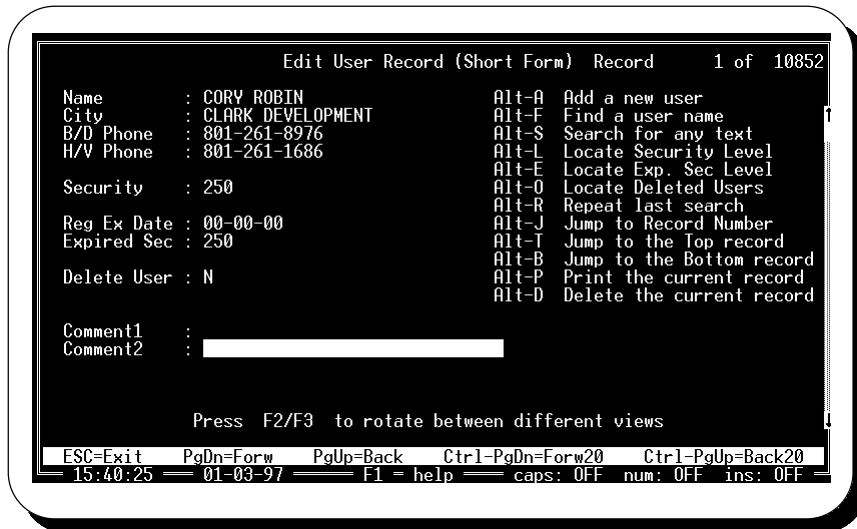 Edit User Record (Short Form) Record 1 of 10852
Name : CORY ROBIN Alt-A Add a new user
City : CLARK DEVELOPMENT Alt-F Find a user name
B/D Phone : 801-261-8976 Alt-S Search for any text
H/V Phone : 801-261-1686 Alt-L Locate Security Level
Alt-E Locate Exp. Sec Level
Security : 250 Alt-O Locate Deleted Users
Alt-R Repeat last search
Reg Ex Date : 00-00-00 Alt-J Jump to Record Number
Expired Sec : 250 Alt-T Jump to the Top record
Alt-B Jump to the Bottom record
Delete User : N Alt-P Print the current record
Alt-D Delete the current record
Comment1 :
Comment2 :
Press F2/F3 to rotate between different views
ESC=Exit PgDn=Forw PgUp=Back Ctrl-PgDn=Forw20 Ctrl-PgUp=Back20
15:40:25 01-03-97 F1 = help caps: OFF num: OFF ins: OFF